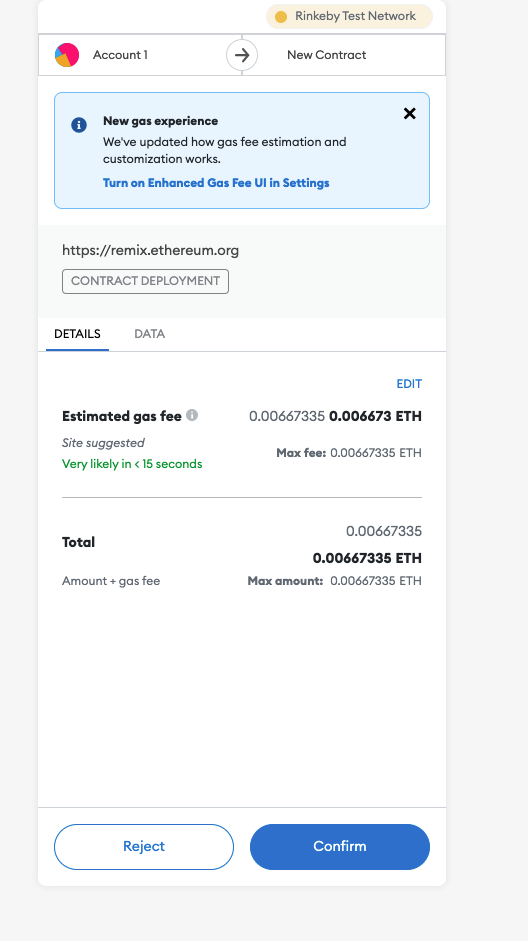 Rinkeby Test Network
Account 1
New Contract
New gas experience
We've updated how gas fee estimation and
customization works.
Turn on Enhanced Gas Fee UI in Settings
https://remix.ethereum.org
CONTRACT DEPLOYMENT
DETAILS DATA
EDIT
Estimated gas fee 0.00667335 0.006673 ETH
Site suggested
Very likely in < 15 seconds
Max fee: 0.00667335 ETH
0.00667335
Total
0.00667335 ETH
Amount + gas fee Max amount: 0.00667335 ETH
Reject Confirm